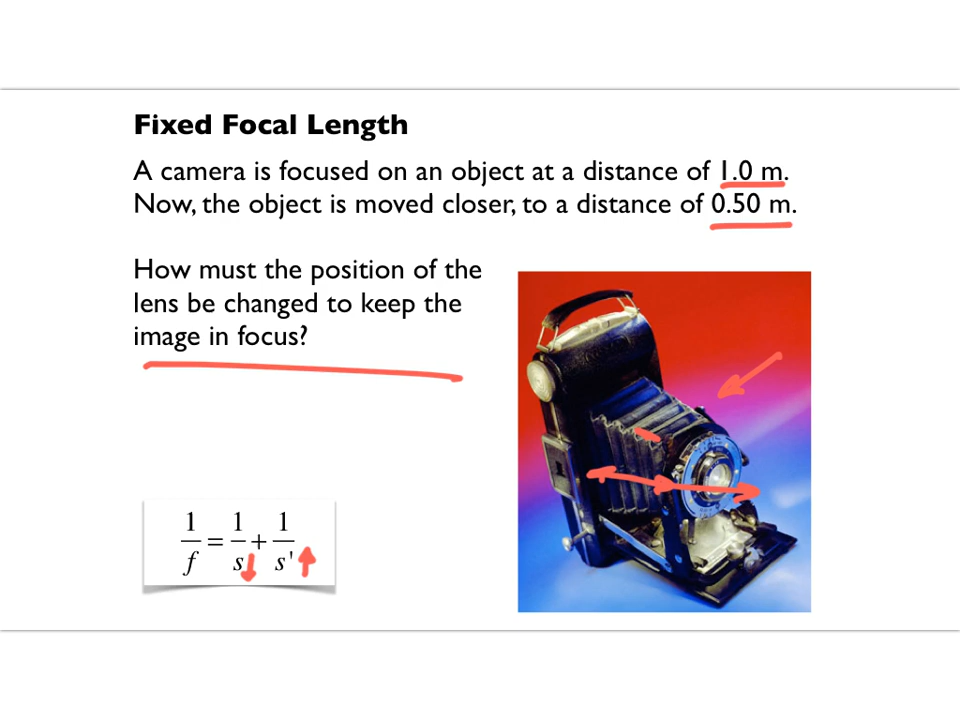 Fixed Focal Length
A camera is focused on an object at a distance of 1.0 m.
Now, the object is moved closer, to a distance of 0.50 m.
How must the position of the
lens be changed to keep the
image in focus?
1/f = 1/s + 1/s'